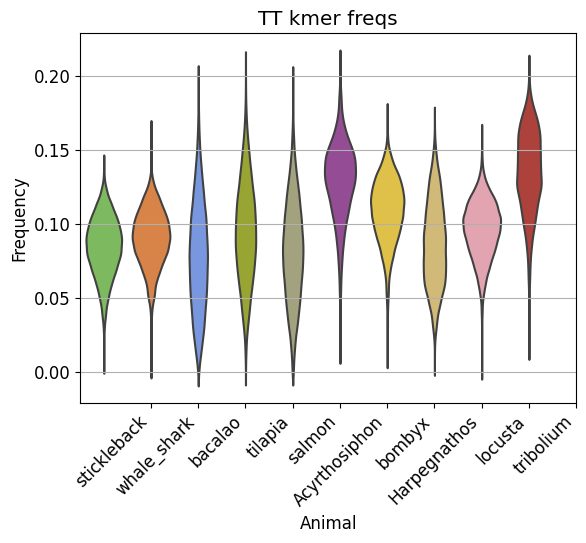 TT kmer freqs
Frequency
0.20
0.15
0.10
0.05
0.00
stickleback
whale_shark
bacalao
tilapia
salmon
Acyrthosiphon
bombyx
Harpegnathos
locusta
tribolium
Animal